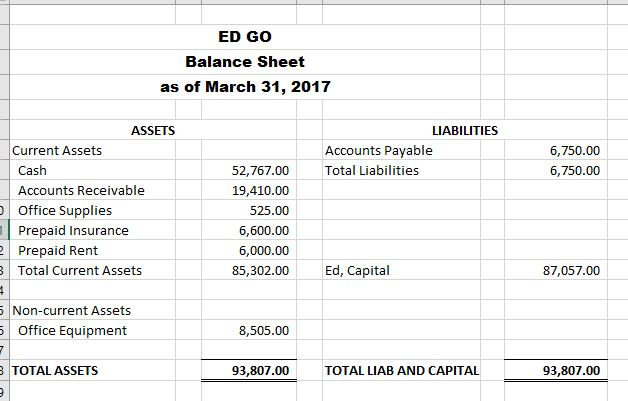 ED GO
Balance Sheet
as of March 31, 2017
ASSETS LIABILITIES
Current Assets Accounts Payable 6,750.00
Cash 52,767.00 Total Liabilities 6,750.00
Accounts Receivable 19,410.00
Office Supplies 525.00
Prepaid Insurance 6,600.00
Prepaid Rent 6,000.00
Total Current Assets 85,302.00 Ed, Capital 87,057.00
Non-current Assets
Office Equipment 8,505.00
TOTAL ASSETS 93,807.00 TOTAL LIAB AND CAPITAL 93,807.00